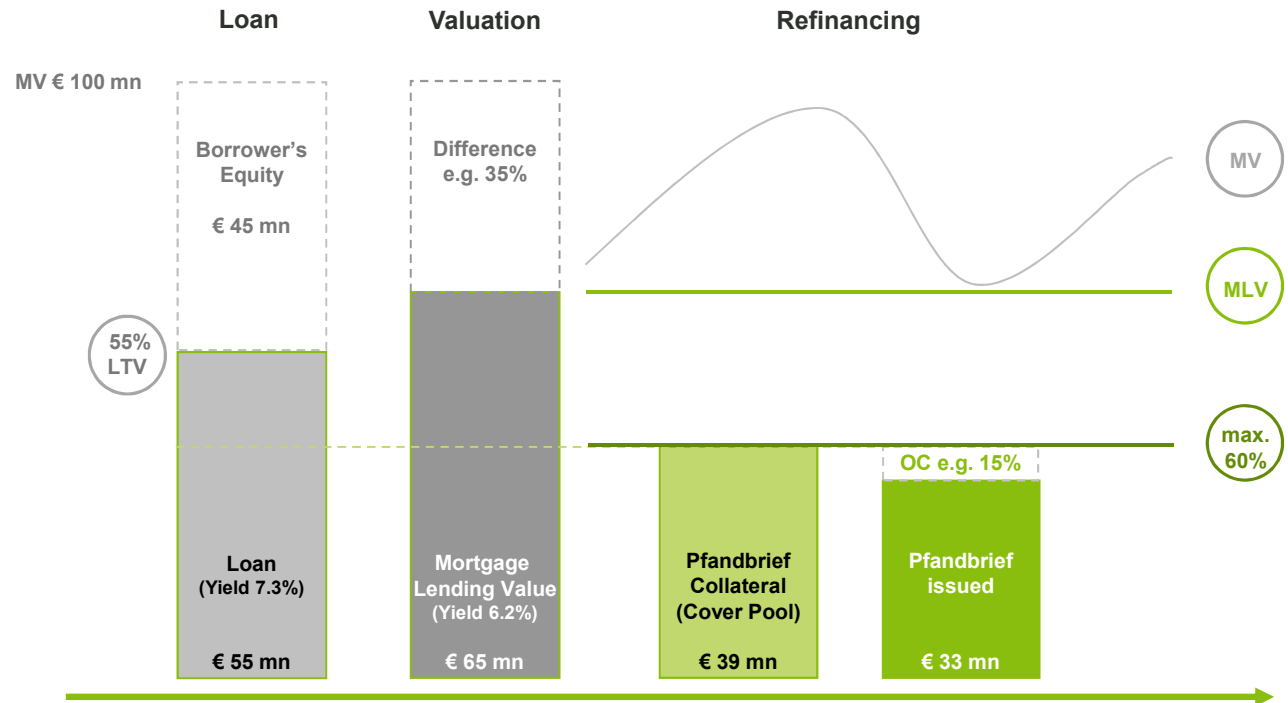 Loan
Valuation
Refinancing
MV € 100 mn
Borrower's
Equity
€ 45 mn
Difference
e.g. 35%
MV
MLV
55%
LTV
max.
60%
OC e.g. 15%
Loan
(Yield 7.3%)
€ 55 mn
Mortgage
Lending Value
(Yield 6.2%)
€ 65 mn
Pfandbrief
Collateral
(Cover Pool)
€ 39 mn
Pfandbrief
issued
€ 33 mn